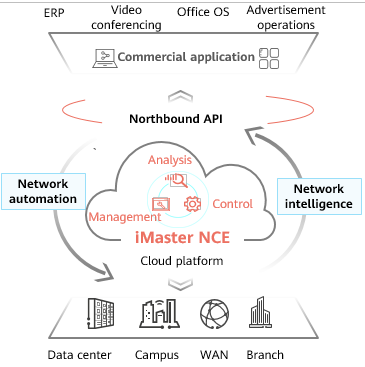 ERP
Video
conferencing
Office OS
Advertisement
operations
Commercial application
Northbound API
Network
automation
Analysis
Management
Control
iMaster NCE
Cloud platform
Network
intelligence
Data center
Campus
WAN
Branch